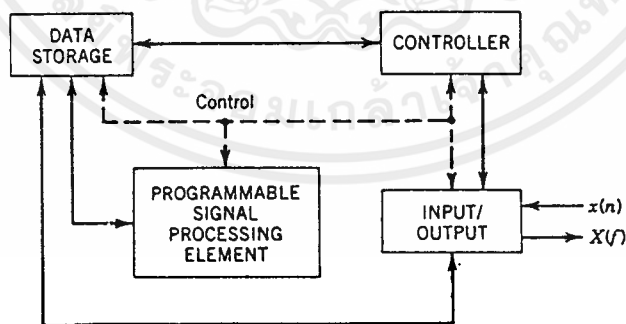 DATA
STORAGE
CONTROLLER
Control
PROGRAMMABLE
SIGNAL
PROCESSING
ELEMENT
INPUT/
OUTPUT
x(n)
X(f)